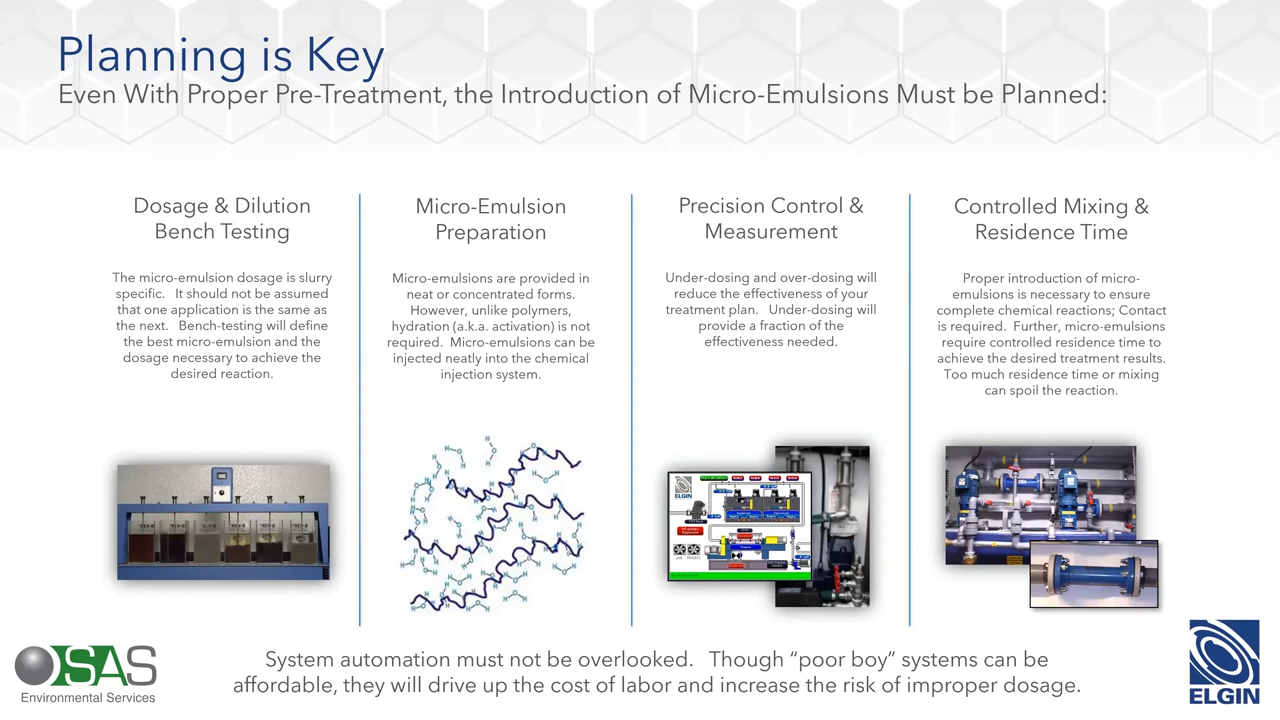 Planning is Key
Even With Proper Pre-Treatment, the Introduction of Micro-Emulsions Must be Planned:
Dosage & Dilution
Bench Testing
The micro-emulsion dosage is slurry
specific.   It should not be assumed
that one application is the same as
the next.   Bench-testing will define
the best micro-emulsion and the
dosage necessary to achieve the
desired reaction.
Micro-Emulsion
Preparation
Micro-emulsions are provided in
neat or concentrated forms.
However, unlike polymers,
hydration (a.k.a. activation) is not
required.  Micro-emulsions can be
injected neatly into the chemical
injection system.
Precision Control &
Measurement
Under-dosing and over-dosing will
reduce the effectiveness of your
treatment plan.   Under-dosing will
provide a fraction of the
effectiveness needed.
Controlled Mixing &
Residence Time
Proper introduction of micro-
emulsions is necessary to ensure
complete chemical reactions; Contact
is required.  Further, micro-emulsions
require controlled residence time to
achieve the desired treatment results.
Too much residence time or mixing
can spoil the reaction.
ELGIN
System automation must not be overlooked.   Though “poor boy” systems can be
affordable, they will drive up the cost of labor and increase the risk of improper dosage.
SAS
Environmental Services
ELGIN